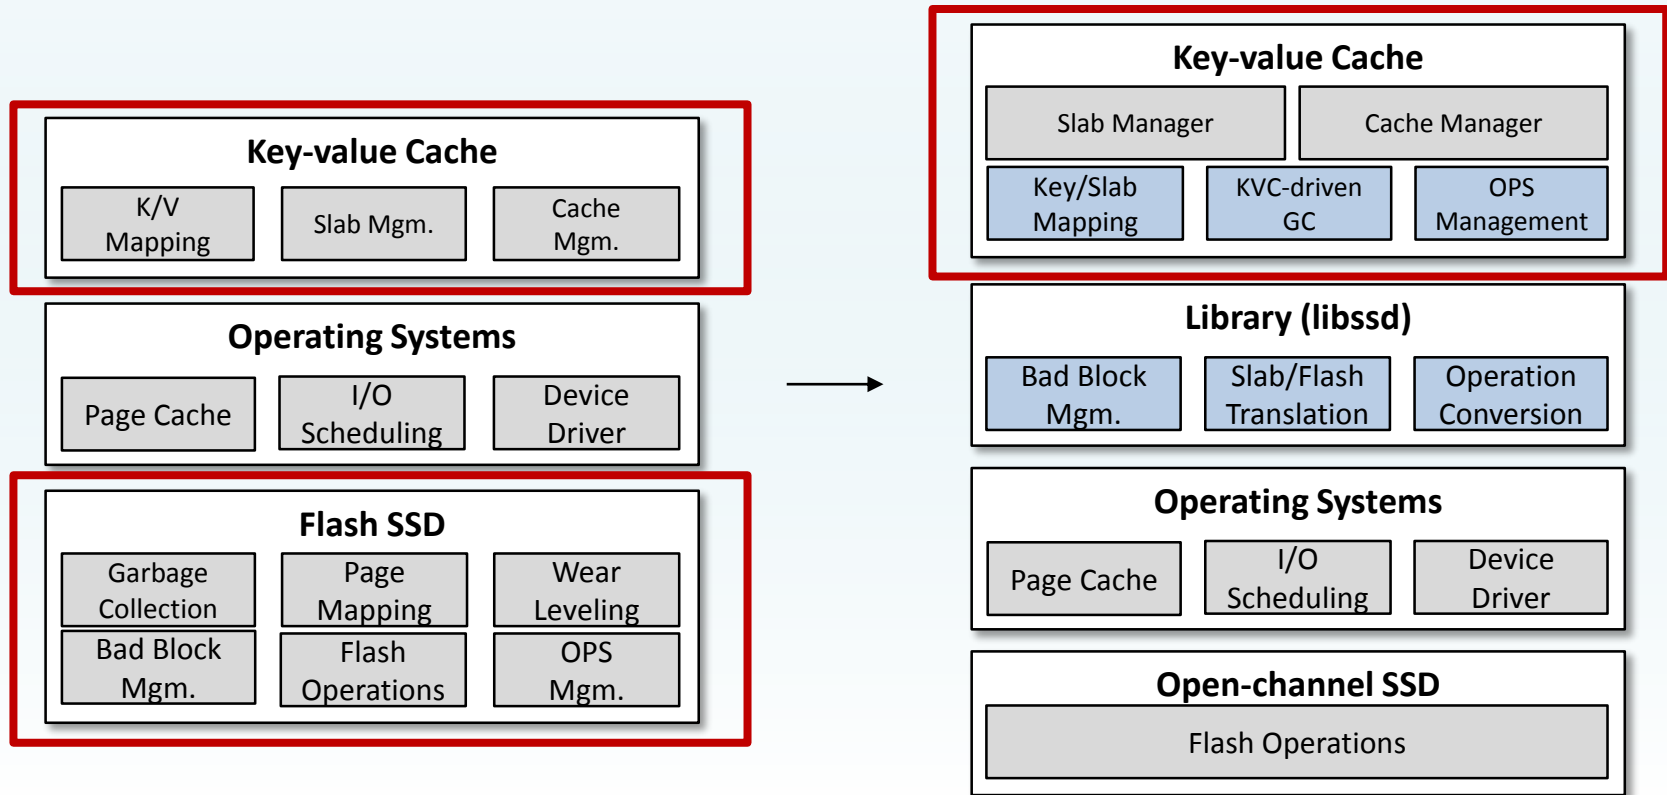 Key-value Cache
K/V
Mapping
Slab Mgm.
Cache
Mgm.
Operating Systems
Page Cache
I/O
Scheduling
Device
Driver
Flash SSD
Garbage
Collection
Page
Mapping
Wear
Leveling
Bad Block
Mgm.
Flash
Operations
OPS
Mgm.
Key-value Cache
Slab Manager
Cache Manager
Key/Slab
Mapping
KVC-driven
GC
OPS
Management
Library (libssd)
Bad Block
Mgm.
Slab/Flash
Translation
Operation
Conversion
Operating Systems
Page Cache
I/O
Scheduling
Device
Driver
Open-channel SSD
Flash Operations